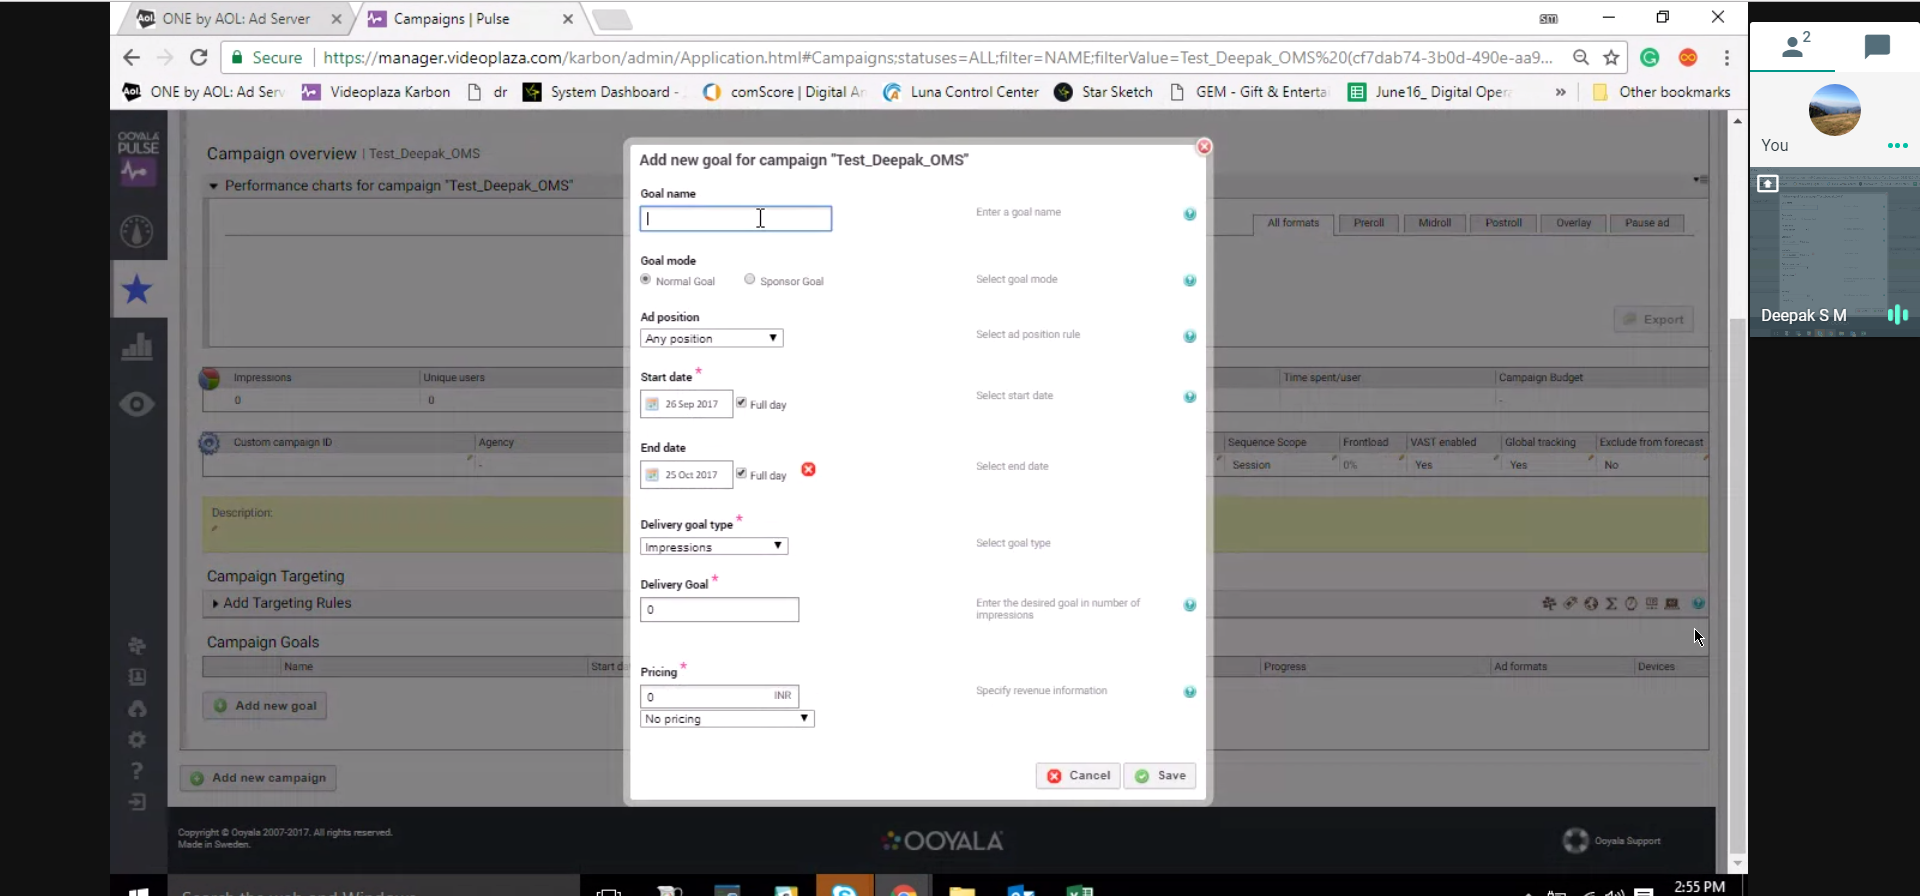 ONE by AOL: Ad Server
Campaigns | Pulse
Secure
https://manager.videoplaza.com/karbon/admin/Application.html#Campaigns;statuses=ALL;filter=NAME;filterValue=Test_Deepak_OMS%20(cf7dab74-3b0d-490e-aa9...
Aol. ONE by AOL: Ad Serv
Videoplaza Karbon
dr
System Dashboard -
comScore | Digital An
Luna Control Center
Star Sketch
GEM - Gift & Enterta
June16_ Digital Oper
»
Other bookmarks
2
You
Deepak S M
OOYALA
PULSE
Campaign overview | Test_Deepak_OMS
Performance charts for campaign "Test_Deepak_OMS"
All formats
Preroll
Midroll
Postroll
Overlay
Pause ad
Export
Impressions
Unique users
Time spent/user
Campaign Budget
0
0
-
Custom campaign ID
Agency
Sequence Scope
Frontload
VAST enabled
Global tracking
Exclude from forecast
-
Session
0%
Yes
Yes
No
Description:
Campaign Targeting
Add Targeting Rules
Campaign Goals
Name
Start da
Progress
Ad formats
Devices
Add new goal
Add new campaign
Add new goal for campaign "Test_Deepak_OMS"
Goal name
Enter a goal name
Goal mode
Normal Goal
Sponsor Goal
Select goal mode
Ad position
Any position
Select ad position rule
Start date *
26 Sep 2017
Full day
Select start date
End date
25 Oct 2017
Full day
Select end date
Delivery goal type *
Impressions
Select goal type
Delivery Goal *
0
Enter the desired goal in number of
impressions
Pricing *
0 INR
Specify revenue information
No pricing
Cancel
Save
Copyright © Ooyala 2007-2017. All rights reserved.
Made in Sweden.
OOYALA
Ooyala Support
Search the web and Windows
2:55 PM